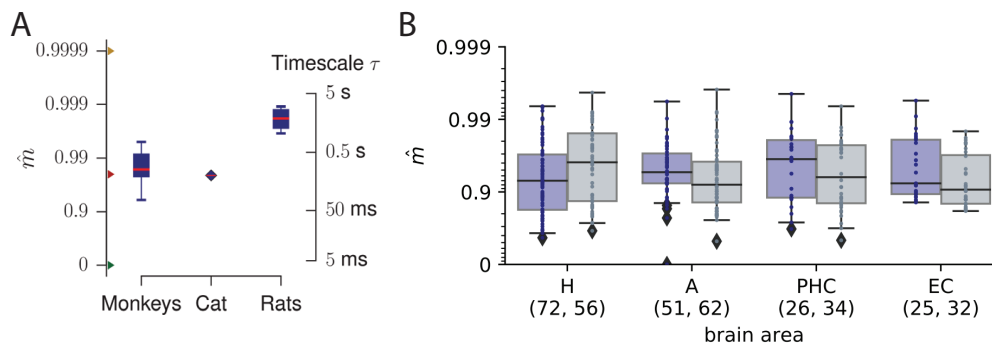 A
0.9999
0.999
0.99
0.9
0
m̂
Timescale τ
5 s
0.5 s
50 ms
5 ms
Monkeys Cat Rats
B
0.999
0.99
0.9
0
m̂
H A PHC EC
(72, 56) (51, 62) (26, 34) (25, 32)
brain area